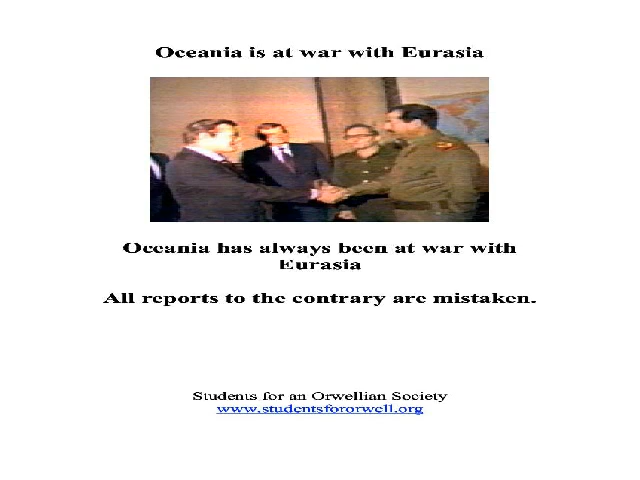 Oceania is at war with Eurasia
Oceania has always been at war with
Eurasia
All reports to the contrary are mistaken.
Students for an Orwellian Society
www.studentsfororwell.org